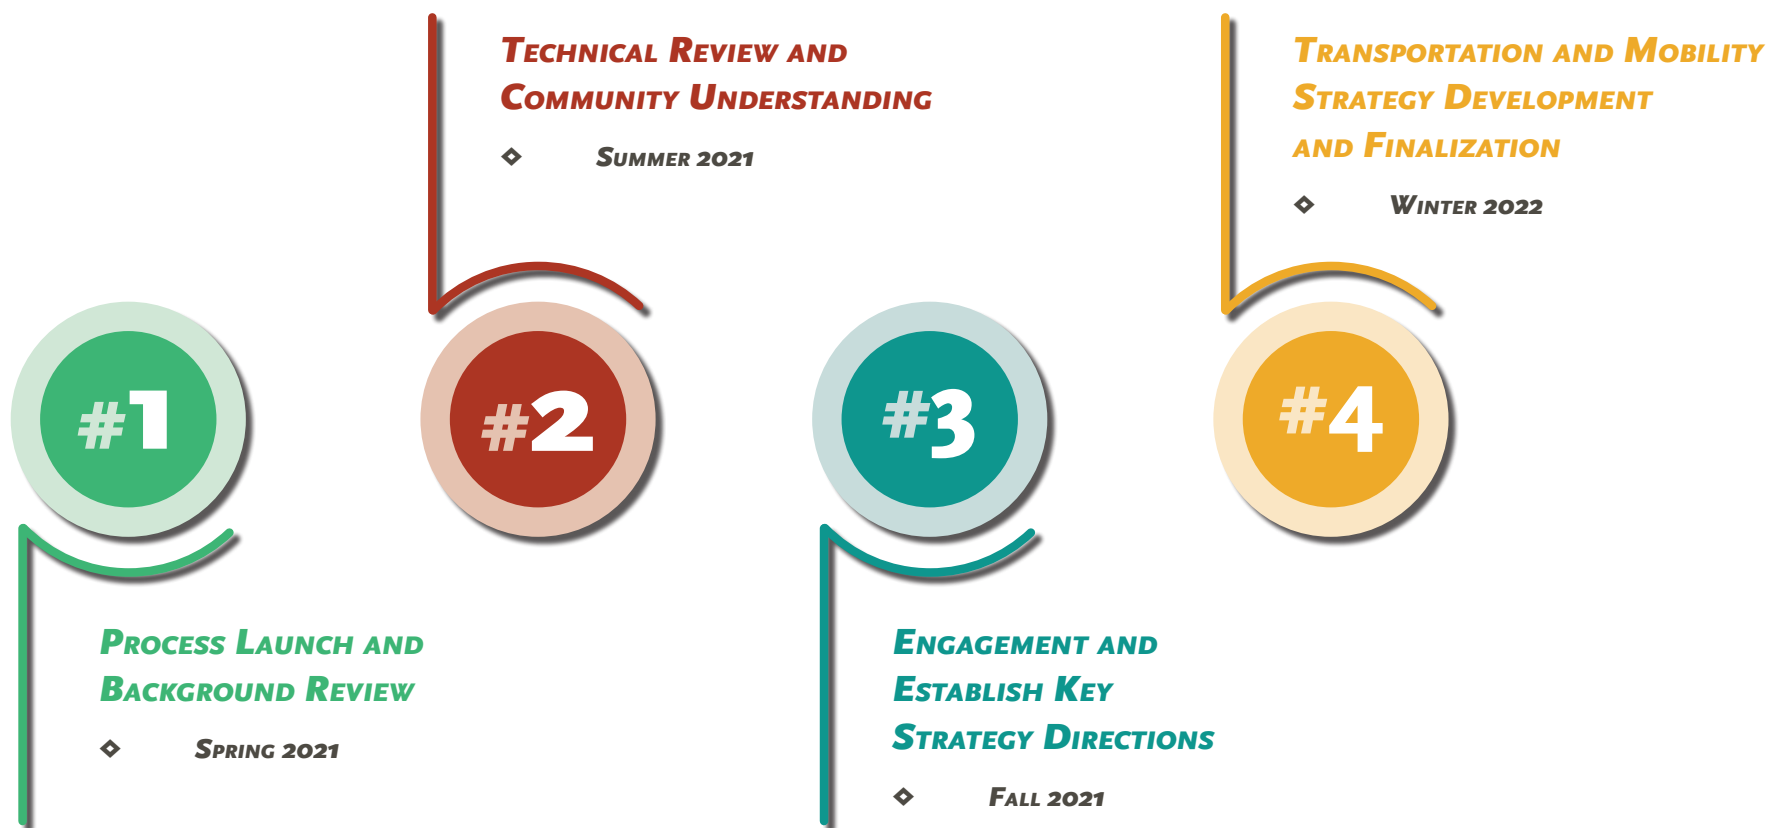 #1
Process Launch and
Background Review
Spring 2021
#2
Technical Review and
Community Understanding
Summer 2021
#3
Engagement and
Establish Key
Strategy Directions
Fall 2021
#4
Transportation and Mobility
Strategy Development
and Finalization
Winter 2022